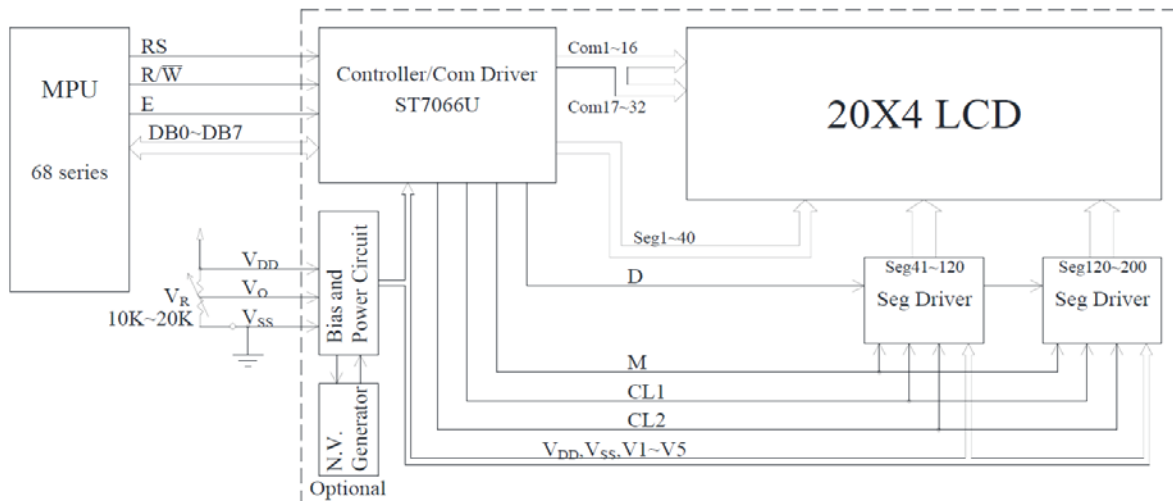 MPU
68 series
RS
R/W̅
E
DB0~DB7
Controller/Com Driver
ST7066U
Com1~16
Com17~32
20X4 LCD
Seg1~40
D
Seg41~120
Seg Driver
Seg120~200
Seg Driver
VDD
VO
VSS
VR
10K~20K
Bias and
Power Circuit
N.V.
Generator
Optional
M
CL1
CL2
VDD,VSS,V1~V5